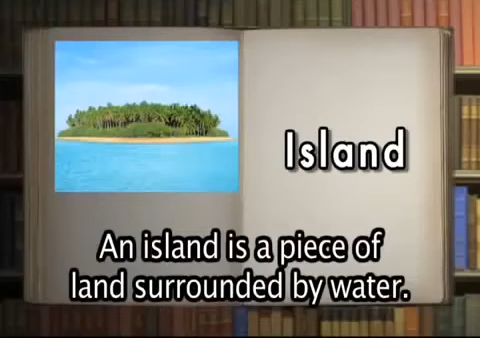 Island
An island is a piece of
land surrounded by water.